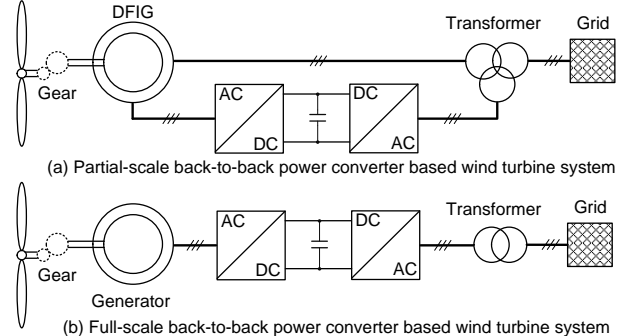 DFIG
Transformer
Grid
Gear
AC
DC
DC
AC
(a) Partial-scale back-to-back power converter based wind turbine system
Transformer
Grid
AC
DC
DC
AC
Gear
Generator
(b) Full-scale back-to-back power converter based wind turbine system